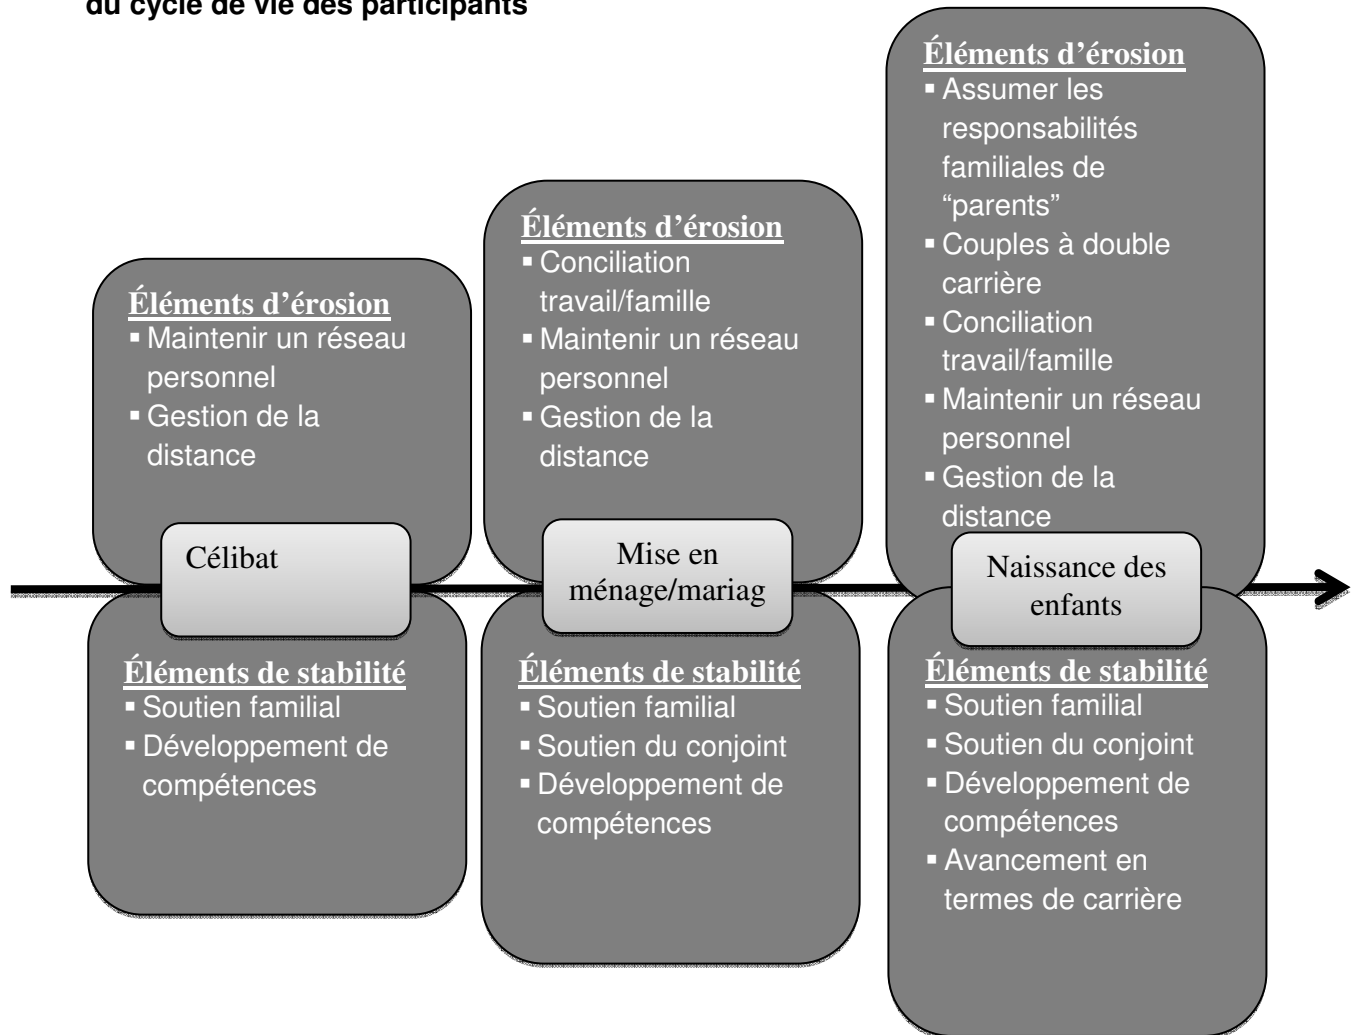 du cycle de vie des participants
Éléments d’érosion
▪ Maintenir un réseau
personnel
▪ Gestion de la
distance
Célibat
Éléments de stabilité
▪ Soutien familial
▪ Développement de
compétences
Éléments d’érosion
▪ Conciliation
travail/famille
▪ Maintenir un réseau
personnel
▪ Gestion de la
distance
Mise en
ménage/mariag
Éléments de stabilité
▪ Soutien familial
▪ Soutien du conjoint
▪ Développement de
compétences
Éléments d’érosion
▪ Assumer les
responsabilités
familiales de
“parents”
▪ Couples à double
carrière
▪ Conciliation
travail/famille
▪ Maintenir un réseau
personnel
▪ Gestion de la
distance
Naissance des
enfants
Éléments de stabilité
▪ Soutien familial
▪ Soutien du conjoint
▪ Développement de
compétences
▪ Avancement en
termes de carrière